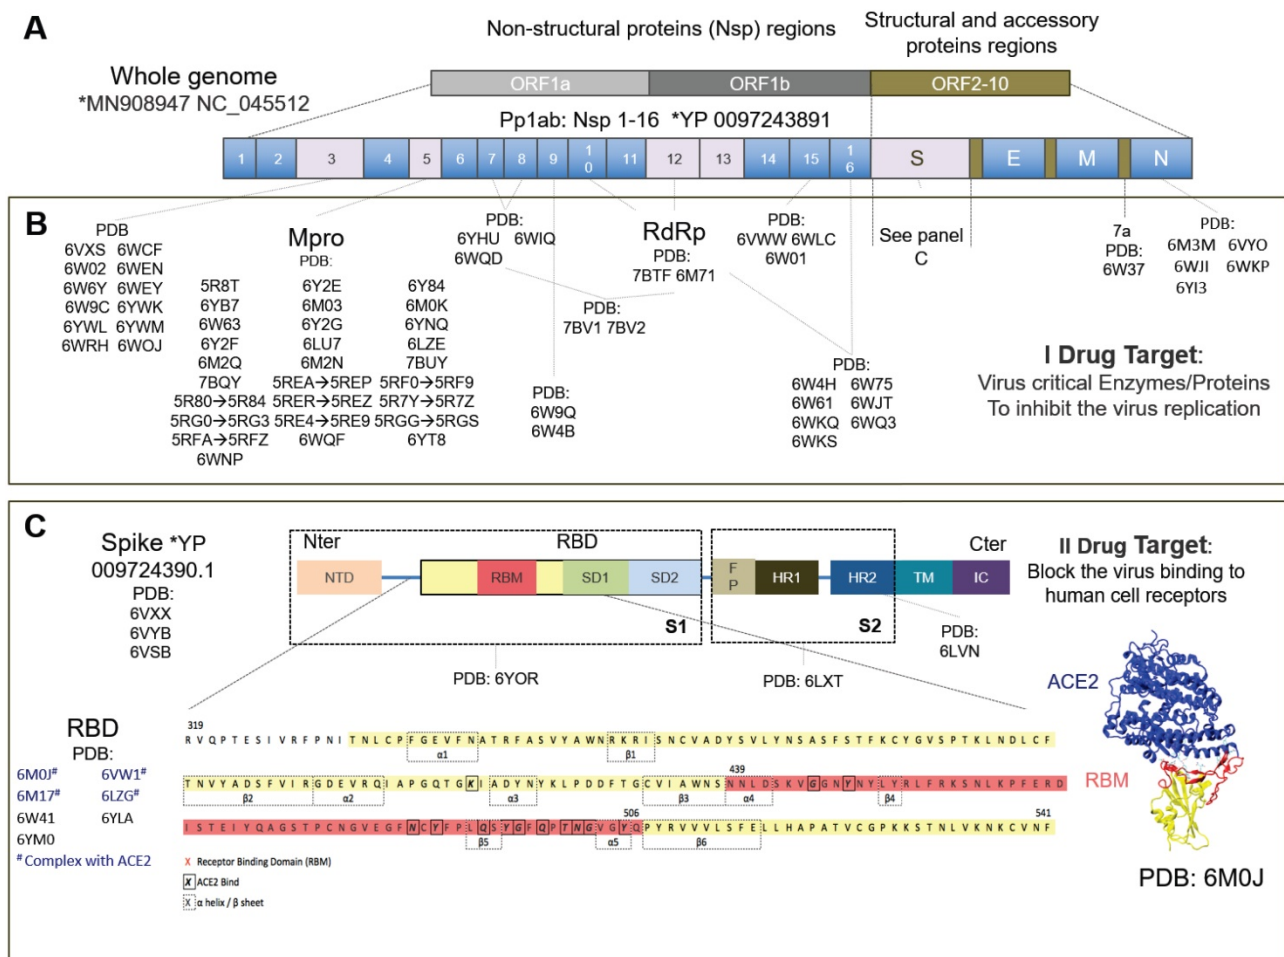 A
Non-structural proteins (Nsp) regions
Structural and accessory
proteins regions
Whole genome
*MN908947 NC_045512
ORF1a ORF1b ORF2-10
Pp1ab: Nsp 1-16 *YP 0097243891
1 2 3 4 5 6 7 8 9 10 11 12 13 14 15 16 S E M N
B
PDB
6VXS 6WCF
6W02 6WEN
6W6Y 6WEY
6W9C 6YWK
6YWL 6YWM
6WRH 6WOJ
Mpro
PDB:
5R8T 6Y2E 6Y84
6YB7 6M03 6M0K
6W63 6Y2G 6YNQ
6Y2F 6LU7 6LZE
6M2Q 6M2N 7BUY
7BQY 5REA→5REP 5RF0→5RF9
5R80→5R84 5RER→5REZ 5R7Y→5R7Z
5RG0→5RG3 5RE4→5RE9 5RGG→5RGS
5RFA→5RFZ 6WQF 6YT8
6WNP
PDB:
6YHU 6WIQ
6WQD
RdRp
PDB:
7BTF 6M71
PDB:
7BV1 7BV2
PDB:
6W9Q
6W4B
PDB:
6VWW 6WLC
6W01
PDB:
6W4H 6W75
6W61 6WJT
6WKQ 6WQ3
6WKS
See panel
C
7a
PDB:
6W37
PDB:
6M3M 6VYO
6WJI 6WKP
6YI3
I Drug Target:
Virus critical Enzymes/Proteins
To inhibit the virus replication
C
Spike *YP
009724390.1
PDB:
6VXX
6VYB
6VSB
Nter RBD Cter
NTD RBM SD1 SD2 FP HR1 HR2 TM IC
S1 S2
PDB: 6YOR
PDB: 6LXT
PDB:
6LVN
II Drug Target:
Block the virus binding to
human cell receptors
ACE2
RBM
PDB: 6M0J
RBD
PDB:
6M0J# 6VW1#
6M17# 6LZG#
6W41 6YLA
6YM0
# Complex with ACE2
319
RVQPTESIVRFPNITNLCPFGEVFNATRFASVYAWNRKRISNCVADYSVLYNSASFSTFKCYGVSPTKLNDLCF
α1 β1
439
TNVYADSFVIRGDEVRQIAPGQTGKIADYNYKLPDDFTGCVIAWNSNNLDSKVGGNYNYLYRLFRKSNLKPFERD
β2 α2 α3 β3 α4 β4
506 541
ISTEIYQAGSTPCNGVEGFNCYFPLQSYGFQPTNGVGYQPYRVVVLSFELLHAPATVCGPKKSTNLVKNKCVNF
β5 α5 β6
X Receptor Binding Domain (RBM)
X ACE2 Bind
X α helix / β sheet